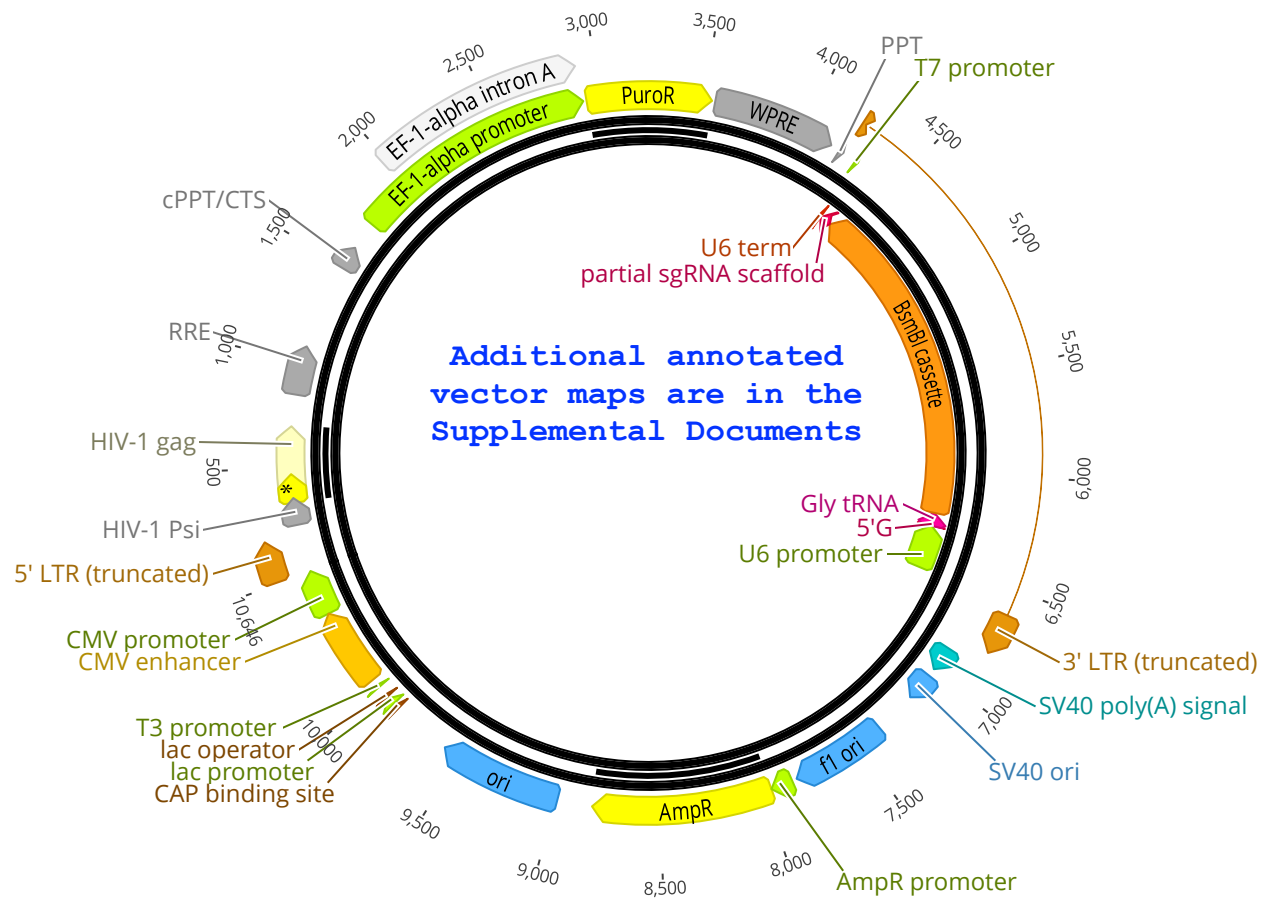 3,000
3,500
2,500
PPT
4,000
T7 promoter
EF-1-alpha intron A
PuroR
WPRE
EF-1-alpha promoter
2,000
4,500
cPPT/CTS
1,500
5,000
U6 term
partial sgRNA scaffold
RRE
1,000
BsmBI cassette
5,500
Additional annotated
vector maps are in the
Supplemental Documents
HIV-1 gag
500
*
6,000
Gly tRNA
5'G
HIV-1 Psi
U6 promoter
5' LTR (truncated)
10,646
6,500
CMV promoter
CMV enhancer
3' LTR (truncated)
SV40 poly(A) signal
7,000
T3 promoter
lac operator
10,000
lac promoter
CAP binding site
SV40 ori
f1 ori
ori
AmpR
7,500
9,500
8,000
9,000
8,500
AmpR promoter